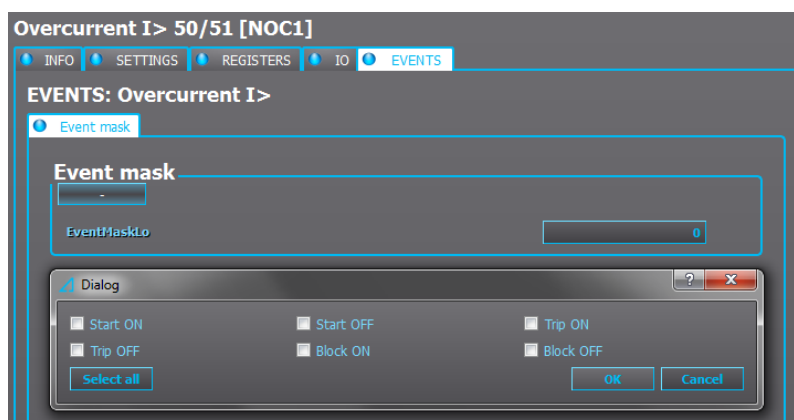 Overcurrent I> 50/51 [NOC1]
INFO SETTINGS REGISTERS IO EVENTS
EVENTS: Overcurrent I>
Event mask
Event mask
-
EventMaskLo 0
Dialog ? X
Start ON Start OFF Trip ON
Trip OFF Block ON Block OFF
Select all OK Cancel